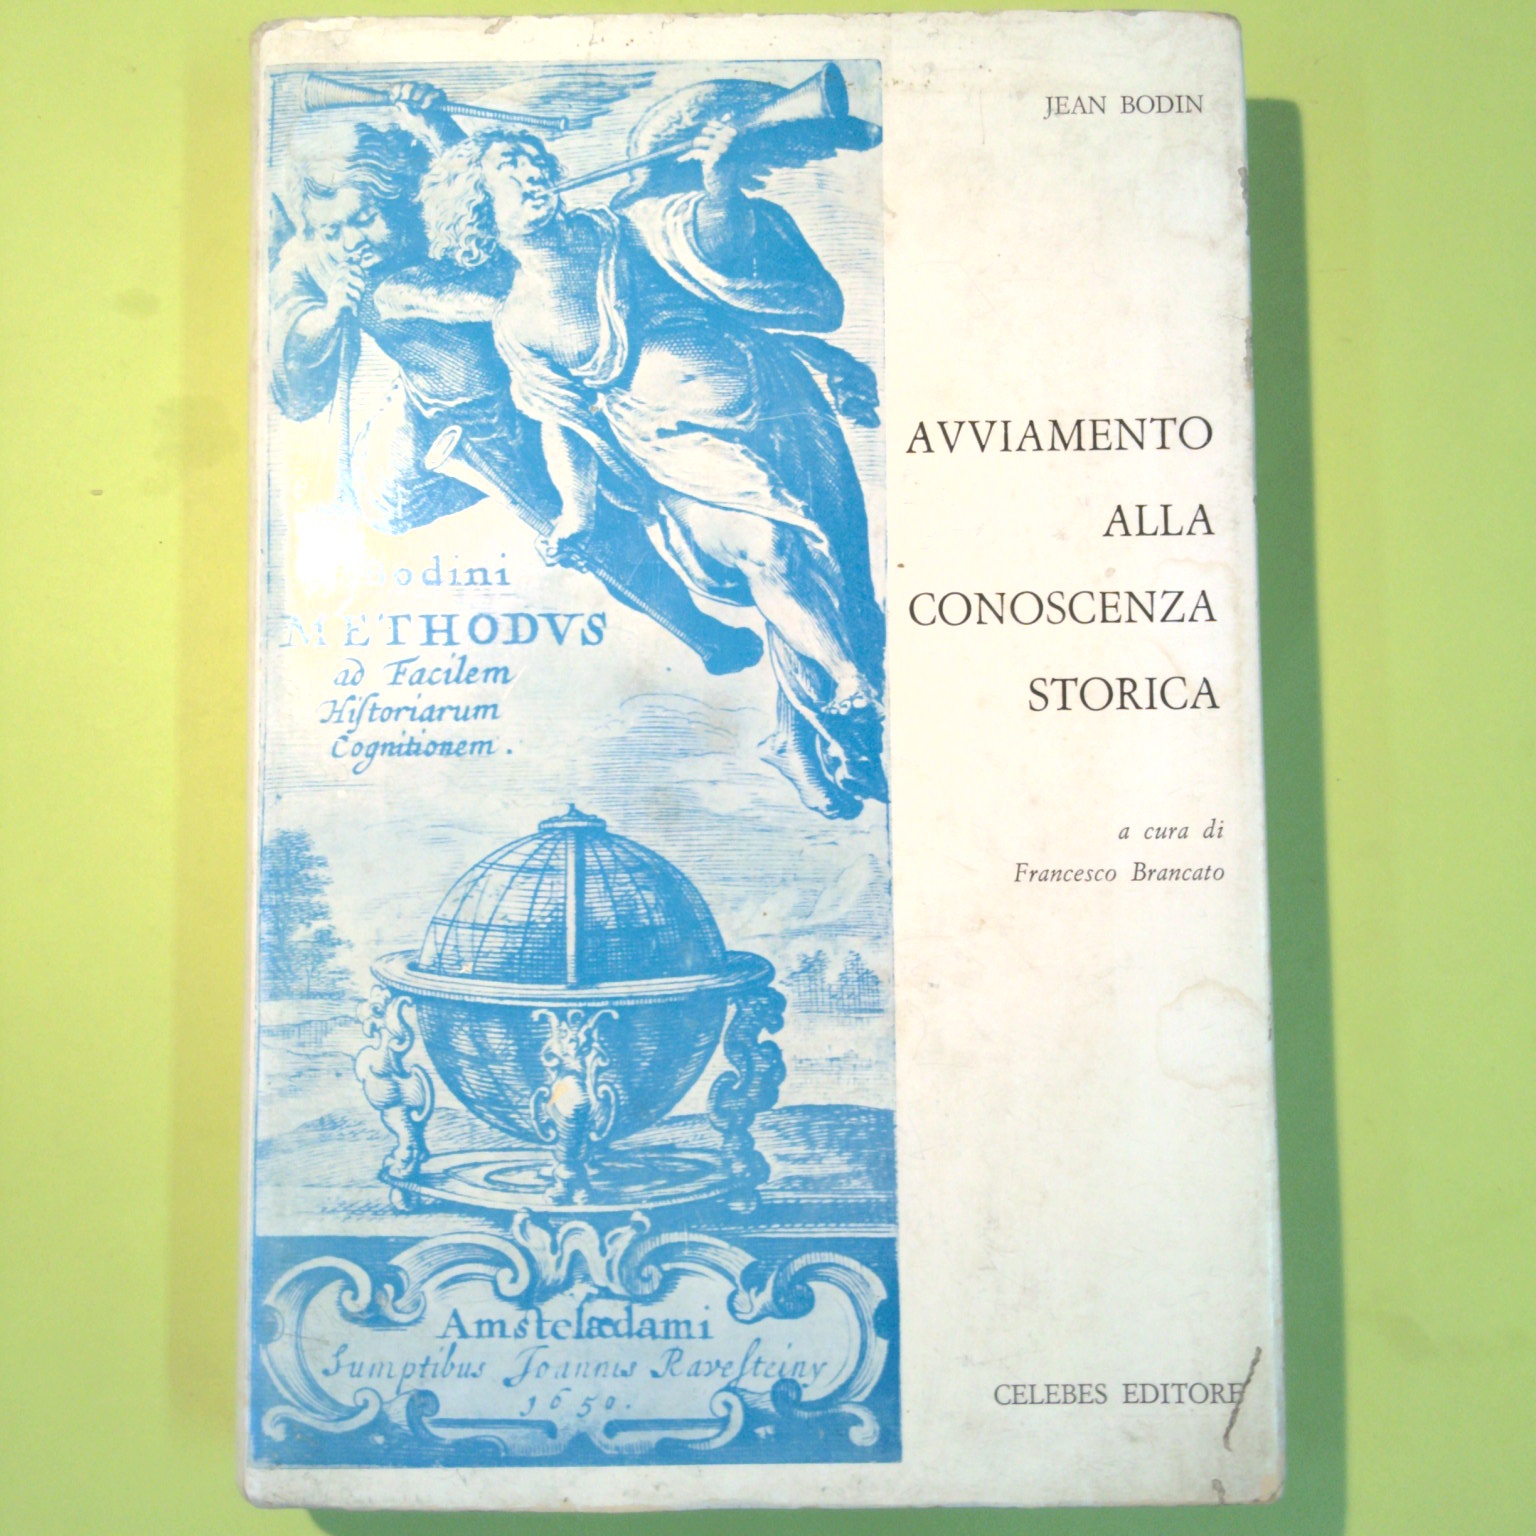 JEAN BODIN
AVVIAMENTO
ALLA
CONOSCENZA
STORICA
a cura di
Francesco Brancato
CELEBES EDITORE
METHODVS
ad Facilem
Hiſtoriarum
Cognitionem.
Amstelædami
Sumptibus Joannis Raveſteiny
1650.